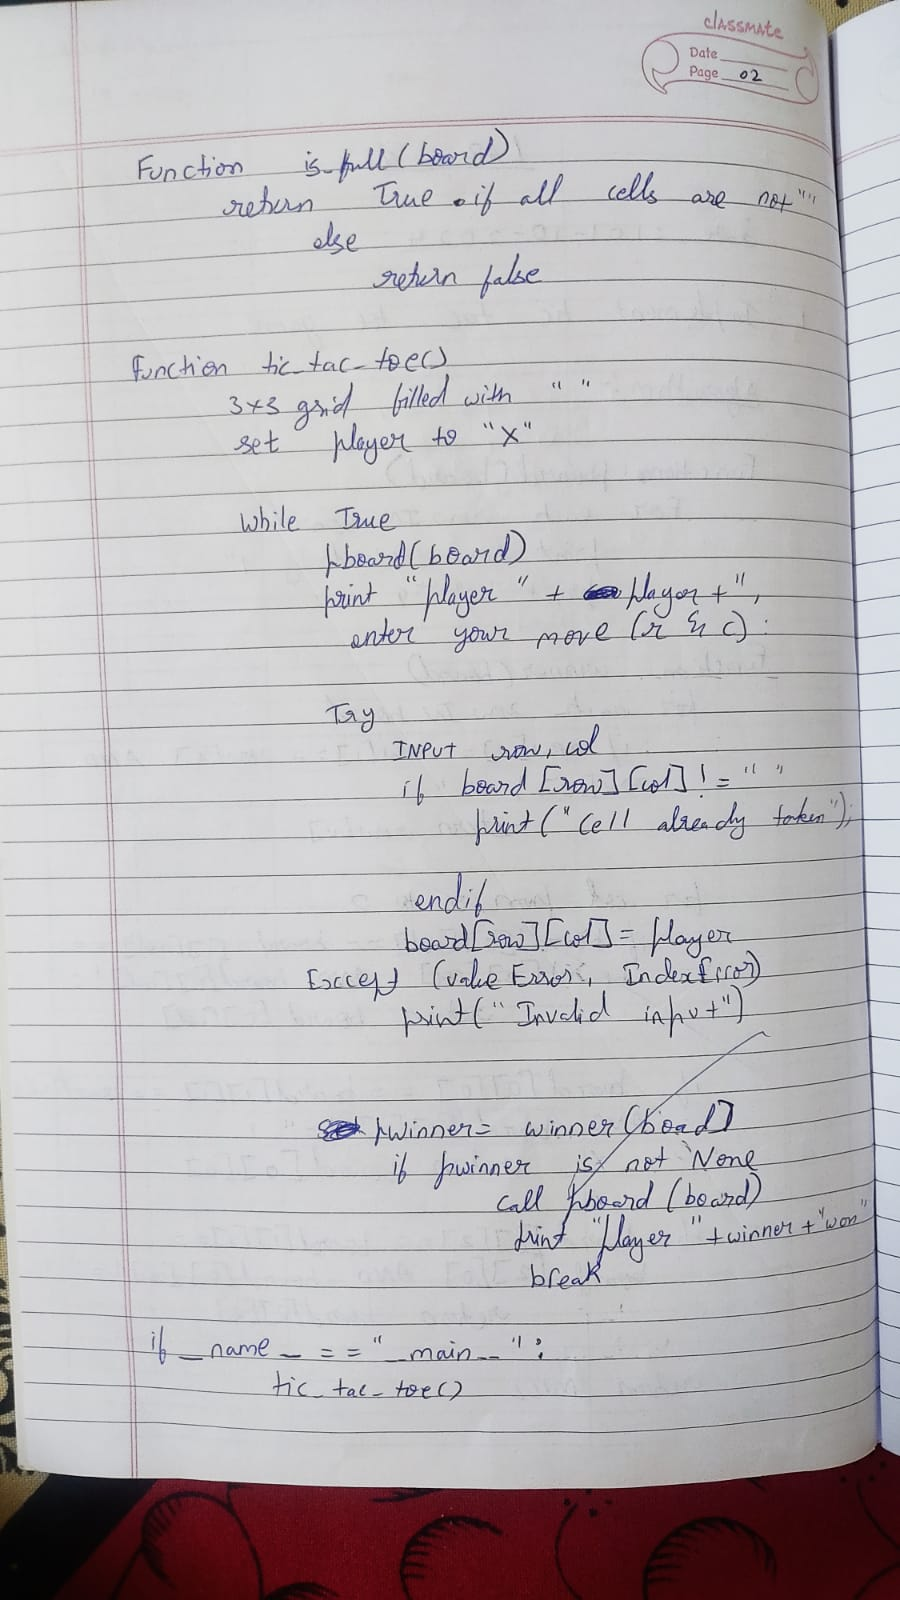 classmate
Date
Page 02
Function is_full(board)
return True if all cells are not " "
else
return false
Function tic_tac_toe()
3x3 grid filled with " "
set player to "X"
While True
pboard(board)
print "player " + player + ",
enter your move (r & c) :
Try
INPUT row, col
if board [row] [col] != " "
print("Cell already taken");
endif
board[row][col] = player
Except (value Error, IndexError)
print("Invalid input")
pwinner = winner(board)
if pwinner is not None
call pboard (board)
print "player " + winner + "won"
break
if _name_ == "_main__":
tic_tac_toe()